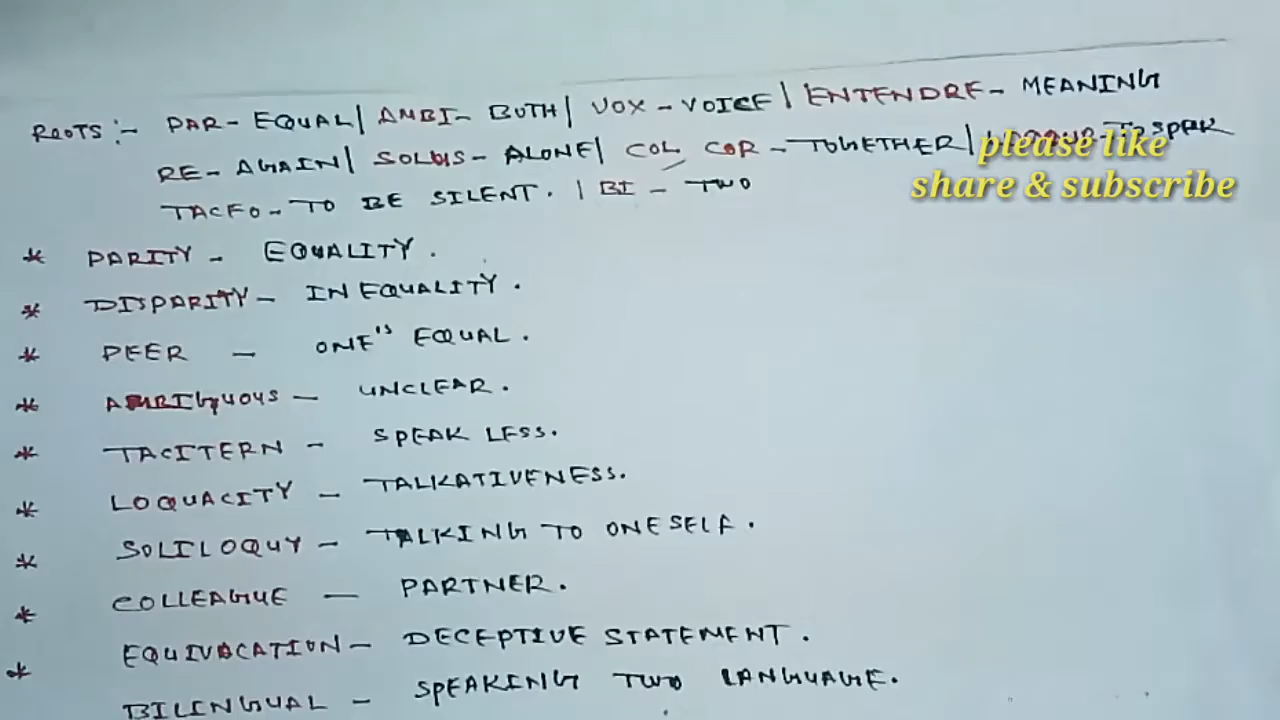 ROOTS :- PAR - EQUAL | AMBI - BOTH | VOX - VOICE | ENTENDRE - MEANING
RE - AGAIN | SOLUS - ALONE | COL COR - TOGETHER | TO SPEK
TACEO - TO BE SILENT. | BI - TWO
please like
share & subscribe
* PARITY - EQUALITY.
* DISPARITY - INEQUALITY.
* PEER - ONE"S EQUAL.
* AMBIGUOUS - UNCLEAR.
* TACITERN - SPEAK LESS.
* LOQUACITY - TALKATIVENESS.
* SOLILOQUY - TALKING TO ONESELF.
* COLLEAGUE - PARTNER.
* EQUIVOCATION - DECEPTIVE STATEMENT.
BILINGUAL - SPEAKING TWO LANGUAGE.